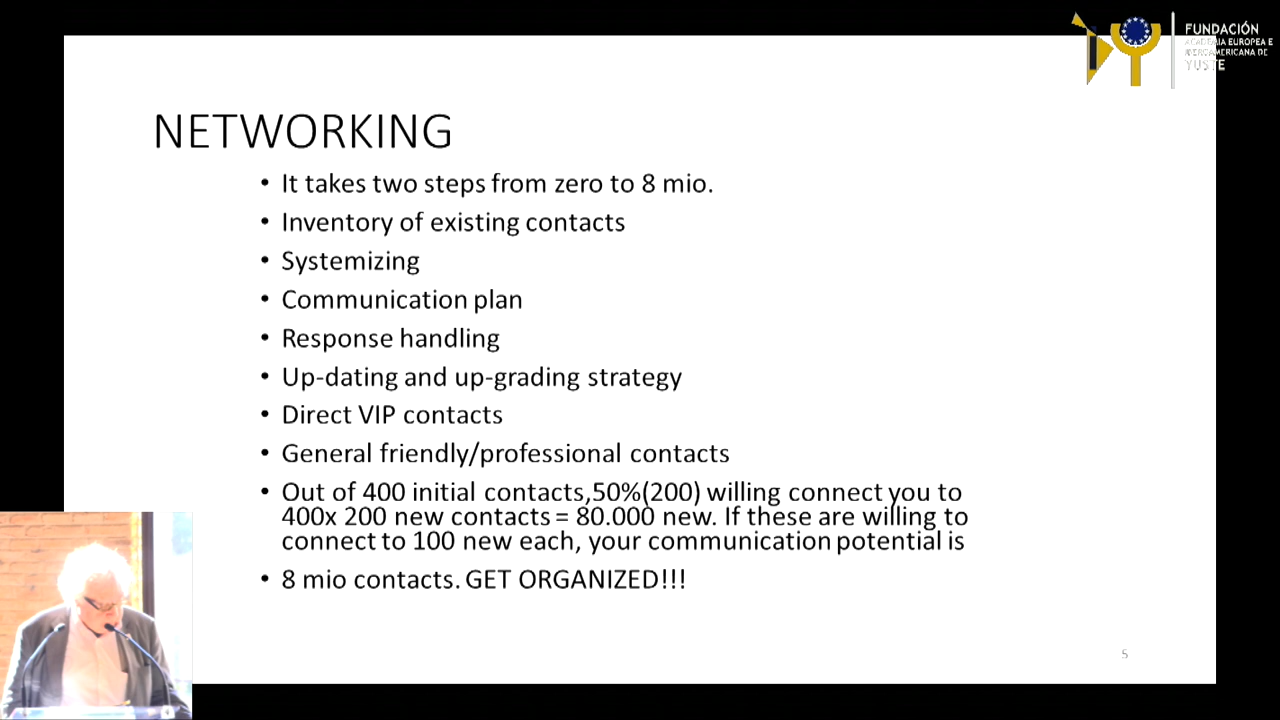 FUNDACIÓN
ACADEMIA EUROPEA E
IBEROAMERICANA DE
YUSTE
NETWORKING
• It takes two steps from zero to 8 mio.
• Inventory of existing contacts
• Systemizing
• Communication plan
• Response handling
• Up-dating and up-grading strategy
• Direct VIP contacts
• General friendly/professional contacts
• Out of 400 initial contacts,50%(200) willing connect you to
400x 200 new contacts = 80.000 new. If these are willing to
connect to 100 new each, your communication potential is
• 8 mio contacts. GET ORGANIZED!!!
5